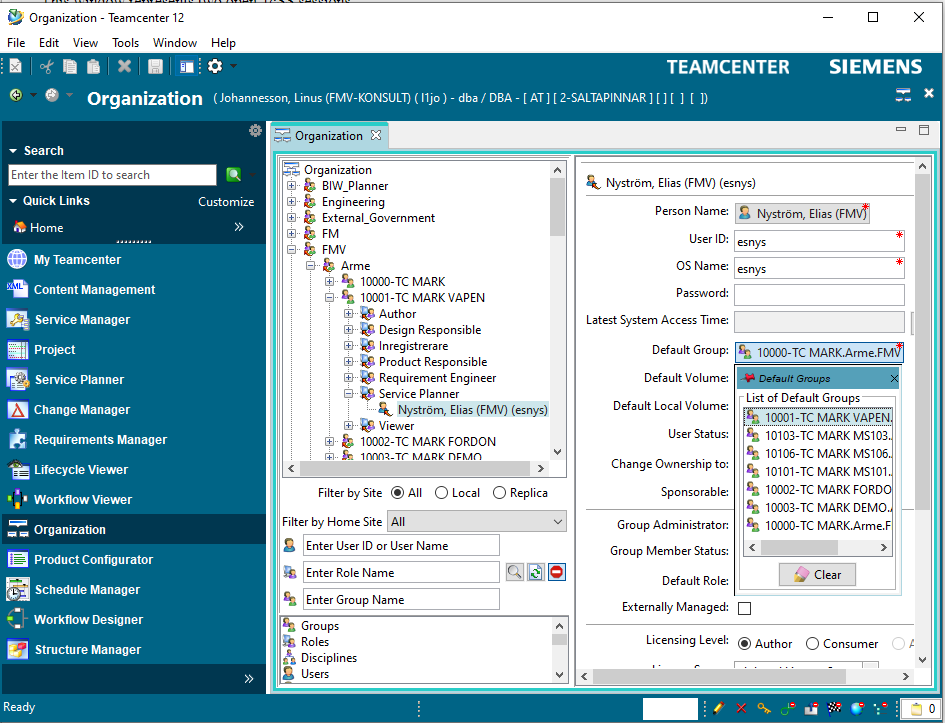 Organization - Teamcenter 12
File Edit View Tools Window Help
TEAMCENTER SIEMENS
Organization ( Johannesson, Linus (FMV-KONSULT) ( l1jo ) - dba / DBA - [ AT ] [ 2-SALTAPINNAR ] [ ] [ ] [ ])
Search
Enter the Item ID to search
Quick Links Customize
Home »
My Teamcenter
Content Management
Service Manager
Project
Service Planner
Change Manager
Requirements Manager
Lifecycle Viewer
Workflow Viewer
Organization
Product Configurator
Schedule Manager
Workflow Designer
Structure Manager
»
Organization
Organization
BIW_Planner
Engineering
External_Government
FM
FMV
Arme
10000-TC MARK
10001-TC MARK VAPEN
Author
Design Responsible
Inregistrerare
Product Responsible
Requirement Engineer
Service Planner
Nyström, Elias (FMV) (esnys)
Viewer
10002-TC MARK FORDON
10003-TC MARK DEMO
Filter by Site All Local Replica
Filter by Home Site All
Enter User ID or User Name
Enter Role Name
Enter Group Name
Groups
Roles
Disciplines
Users
Nyström, Elias (FMV) (esnys)
Person Name: Nyström, Elias (FMV) *
User ID: esnys *
OS Name: esnys *
Password:
Latest System Access Time:
Default Group: 10000-TC MARK.Arme.FMV *
Default Volume:
Default Local Volume:
User Status:
Change Ownership to:
Sponsorable:
Group Administrator:
Group Member Status:
Default Role:
Externally Managed:
Licensing Level: Author Consumer
Default Groups
List of Default Groups
10001-TC MARK VAPEN.
10103-TC MARK MS103..
10106-TC MARK MS106..
10101-TC MARK MS101..
10002-TC MARK FORDO
10003-TC MARK DEMO.
10000-TC MARK.Arme.F
Clear
Ready
0